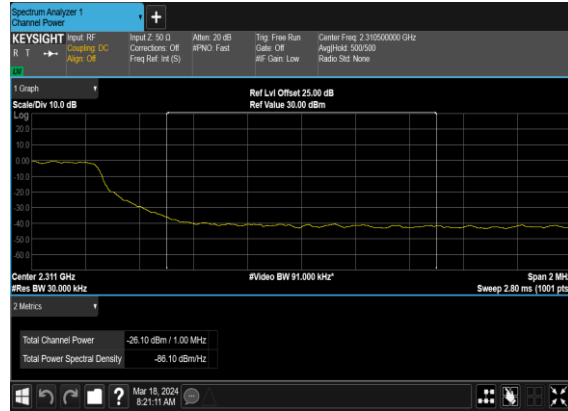 Spectrum Analyzer 1
Channel Power
+
KEYSIGHT Input: RF Input Z: 50 Ω Atten: 20 dB Trig: Free Run Center Freq: 2.310500000 GHz
R T Coupling: DC Corrections: Off #PNO: Fast Gate: Off Avg|Hold: 500/500
Align: Off Freq Ref: Int (S) #IF Gain: Low Radio Std: None
1 Graph
Ref Lvl Offset 25.00 dB
Scale/Div 10.0 dB Ref Value 30.00 dBm
Log
20.0
10.0
0.00
-10.0
-20.0
-30.0
-40.0
-50.0
-60.0
Center 2.311 GHz #Video BW 91.000 kHz* Span 2 MH
#Res BW 30.000 kHz Sweep 2.80 ms (1001 pts
2 Metrics
Total Channel Power -26.10 dBm / 1.00 MHz
Total Power Spectral Density -86.10 dBm/Hz
? Mar 18, 2024
8:21:11 AM